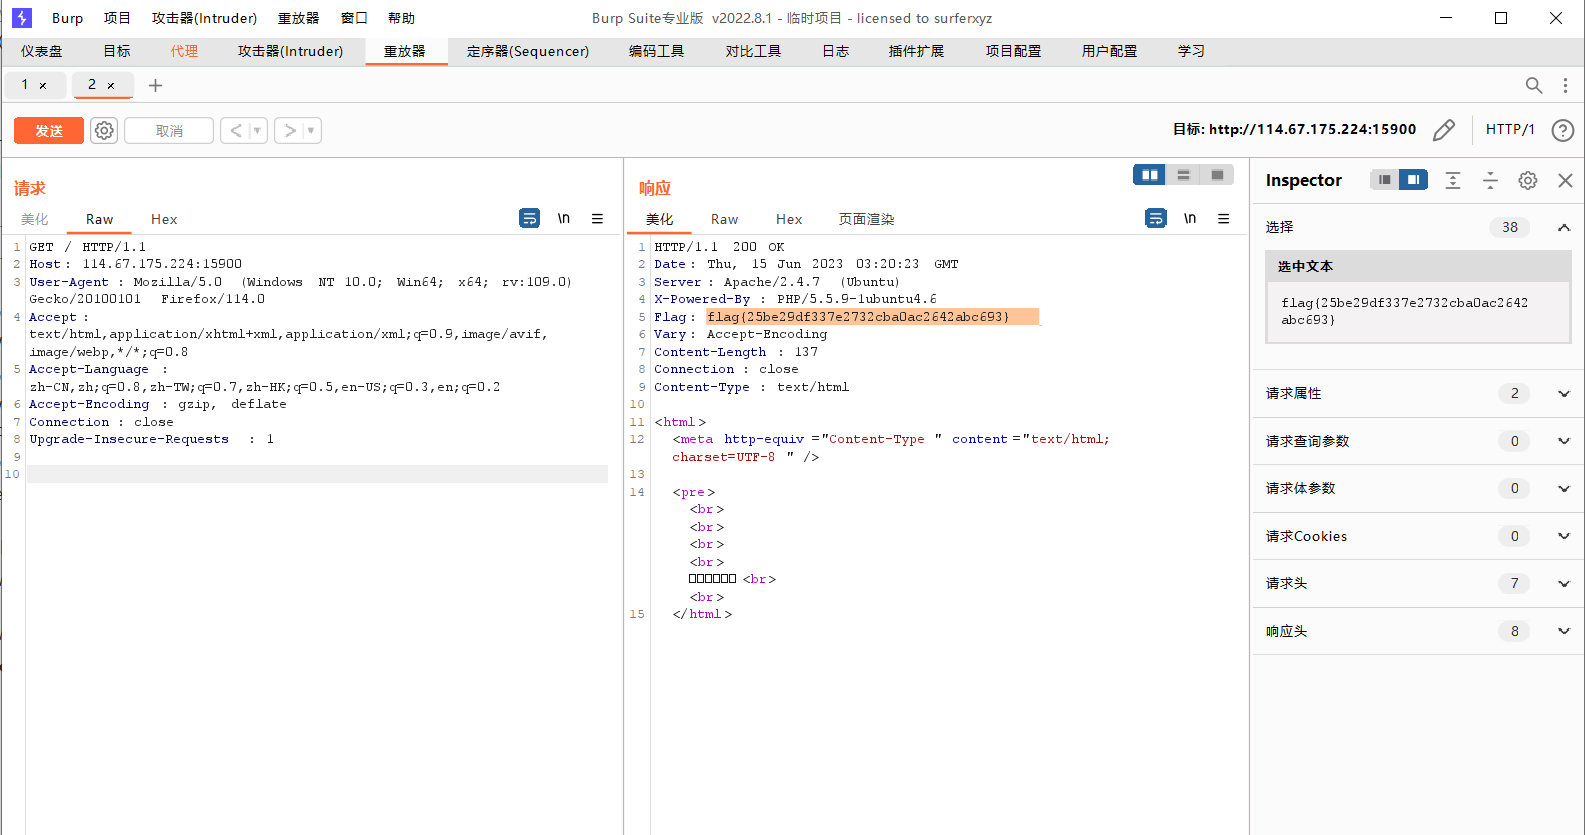 Burp 项目 攻击器(Intruder) 重放器 窗口 帮助 Burp Suite专业版 v2022.8.1 - 临时项目 - licensed to surferxyz
仪表盘 目标 代理 攻击器(Intruder) 重放器 定序器(Sequencer) 编码工具 对比工具 日志 插件扩展 项目配置 用户配置 学习
1 × 2 × +
发送 取消 < > 目标: http://114.67.175.224:15900 HTTP/1 ?
请求
美化 Raw Hex \n
1 GET / HTTP/1.1
2 Host: 114.67.175.224:15900
3 User-Agent: Mozilla/5.0 (Windows NT 10.0; Win64; x64; rv:109.0)
Gecko/20100101 Firefox/114.0
4 Accept:
text/html,application/xhtml+xml,application/xml;q=0.9,image/avif,
image/webp,*/*;q=0.8
5 Accept-Language:
zh-CN,zh;q=0.8,zh-TW;q=0.7,zh-HK;q=0.5,en-US;q=0.3,en;q=0.2
6 Accept-Encoding: gzip, deflate
7 Connection: close
8 Upgrade-Insecure-Requests: 1
9
10
响应
美化 Raw Hex 页面渲染 \n
1 HTTP/1.1 200 OK
2 Date: Thu, 15 Jun 2023 03:20:23 GMT
3 Server: Apache/2.4.7 (Ubuntu)
4 X-Powered-By: PHP/5.5.9-1ubuntu4.6
5 Flag: flag{25be29df337e2732cba0ac2642abc693}
6 Vary: Accept-Encoding
7 Content-Length: 137
8 Connection: close
9 Content-Type: text/html
10
11 <html>
12 <meta http-equiv="Content-Type" content="text/html;
charset=UTF-8" />
13
14 <pre>
<br>
<br>
<br>
<br>
□□□□□□<br>
<br>
15 </html>
Inspector
选择 38
选中文本
flag{25be29df337e2732cba0ac2642
abc693}
请求属性 2
请求查询参数 0
请求体参数 0
请求Cookies 0
请求头 7
响应头 8